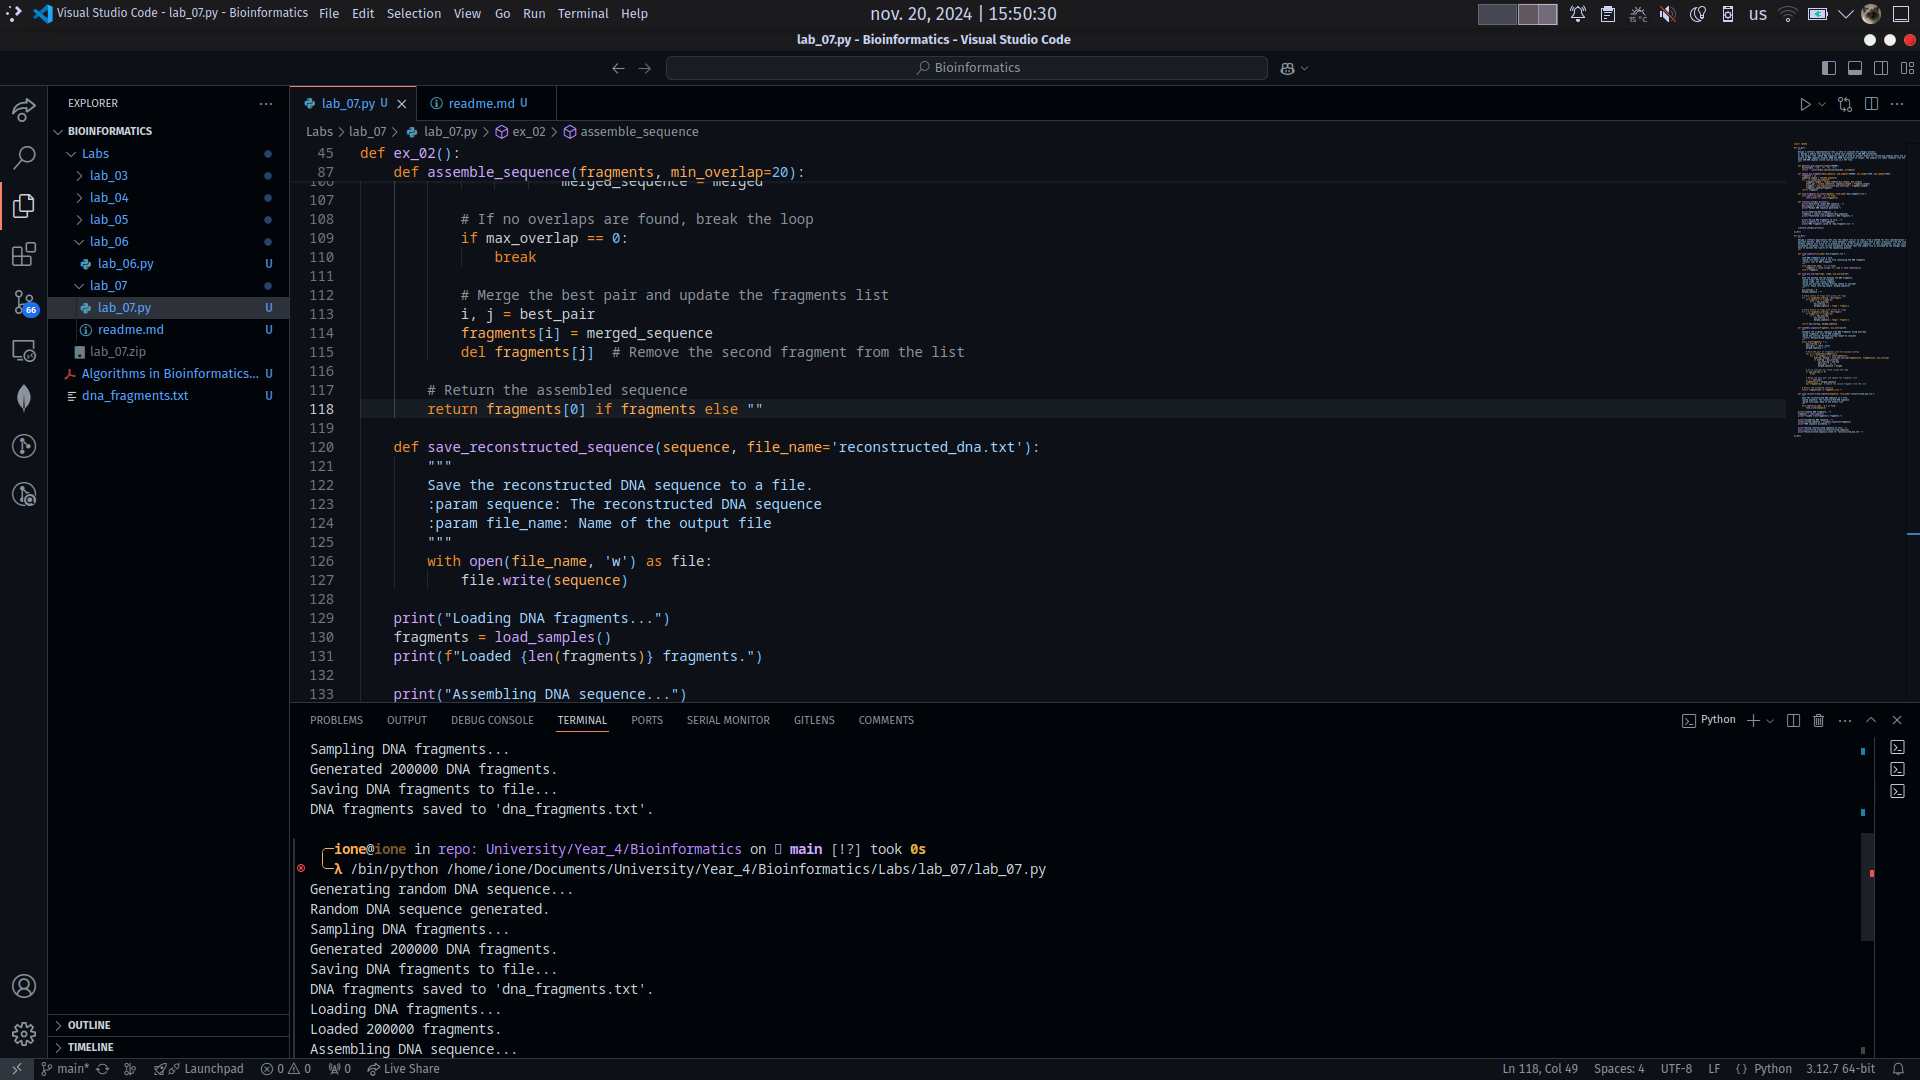 Visual Studio Code - lab_07.py - Bioinformatics File Edit Selection View Go Run Terminal Help
nov. 20, 2024 | 15:50:30
15 °C
us
lab_07.py - Bioinformatics - Visual Studio Code
Bioinformatics
EXPLORER
BIOINFORMATICS
Labs
lab_03
lab_04
lab_05
lab_06
lab_06.py U
lab_07
lab_07.py U
readme.md U
lab_07.zip
Algorithms in Bioinformatics... U
dna_fragments.txt U
66
OUTLINE
TIMELINE
lab_07.py U
readme.md U
Labs > lab_07 > lab_07.py > ex_02 > assemble_sequence
45 def ex_02():
87 def assemble_sequence(fragments, min_overlap=20):
106 merged_sequence = merged
107
108 # If no overlaps are found, break the loop
109 if max_overlap == 0:
110 break
111
112 # Merge the best pair and update the fragments list
113 i, j = best_pair
114 fragments[i] = merged_sequence
115 del fragments[j] # Remove the second fragment from the list
116
117 # Return the assembled sequence
118 return fragments[0] if fragments else ""
119
120 def save_reconstructed_sequence(sequence, file_name='reconstructed_dna.txt'):
121 """
122 Save the reconstructed DNA sequence to a file.
123 :param sequence: The reconstructed DNA sequence
124 :param file_name: Name of the output file
125 """
126 with open(file_name, 'w') as file:
127 file.write(sequence)
128
129 print("Loading DNA fragments...")
130 fragments = load_samples()
131 print(f"Loaded {len(fragments)} fragments.")
132
133 print("Assembling DNA sequence...")
PROBLEMS OUTPUT DEBUG CONSOLE TERMINAL PORTS SERIAL MONITOR GITLENS COMMENTS
Python
Sampling DNA fragments...
Generated 200000 DNA fragments.
Saving DNA fragments to file...
DNA fragments saved to 'dna_fragments.txt'.
ione@ione in repo: University/Year_4/Bioinformatics on main [!?] took 0s
λ /bin/python /home/ione/Documents/University/Year_4/Bioinformatics/Labs/lab_07/lab_07.py
Generating random DNA sequence...
Random DNA sequence generated.
Sampling DNA fragments...
Generated 200000 DNA fragments.
Saving DNA fragments to file...
DNA fragments saved to 'dna_fragments.txt'.
Loading DNA fragments...
Loaded 200000 fragments.
Assembling DNA sequence...
main* Launchpad 0 0 0 Live Share
Ln 118, Col 49 Spaces: 4 UTF-8 LF {} Python 3.12.7 64-bit